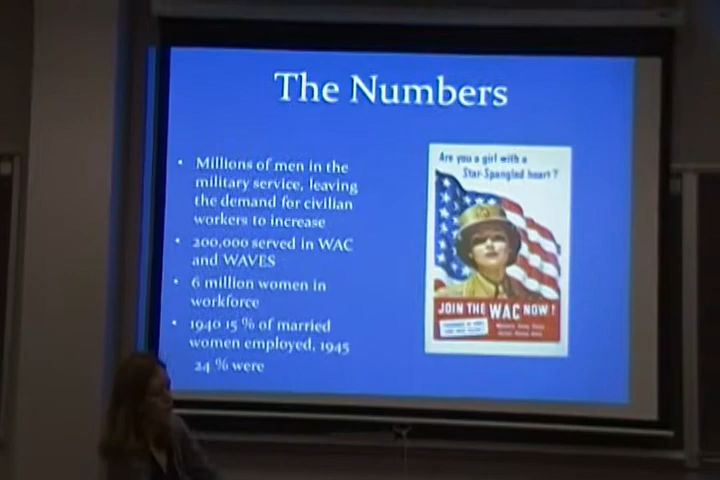 The Numbers
• Millions of men in the
military service, leaving
the demand for civilian
workers to increase
• 200,000 served in WAC
and WAVES
• 6 million women in
workforce
• 1940 15 % of married
women employed, 1945
24 % were
Are you a girl with a
Star-Spangled heart?
JOIN THE WAC NOW!